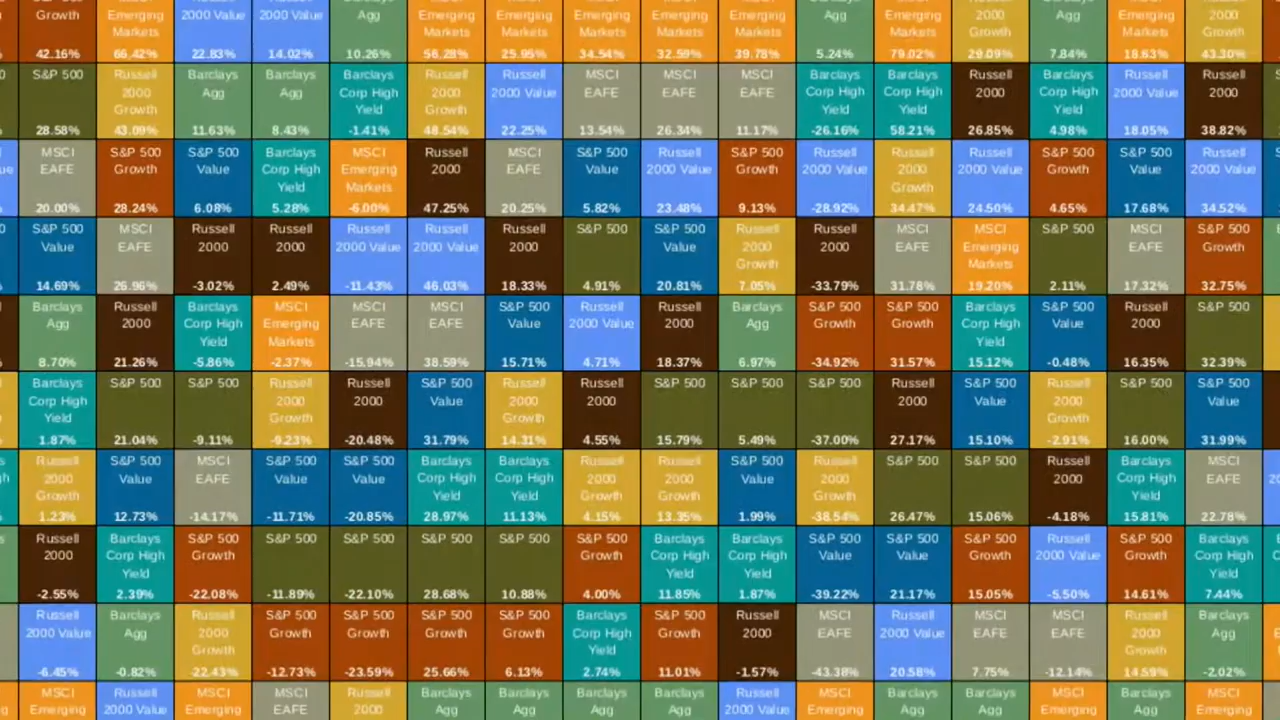 Growth Emerging 2000 Value 2000 Value Agg Emerging Emerging Emerging Emerging Emerging Agg Emerging 2000 Agg Emerging 2000
Markets Markets Markets Markets Markets Markets Markets Growth Markets Growth
42.16% 66.42% 22.83% 14.02% 10.26% 56.28% 25.95% 34.54% 32.59% 39.78% 5.24% 79.02% 29.09% 7.84% 18.63% 43.30%
S&P 500 Russell Barclays Barclays Barclays Russell Russell MSCI MSCI MSCI Barclays Barclays Russell Barclays Russell Russell
2000 Agg Agg Corp High 2000 2000 Value EAFE EAFE EAFE Corp High Corp High 2000 Corp High 2000 Value 2000
Growth Yield Growth Yield Yield Yield
28.58% 43.09% 11.63% 8.43% -1.41% 48.54% 22.25% 13.54% 26.34% 11.17% -26.16% 58.21% 26.85% 4.98% 18.05% 38.82%
MSCI S&P 500 S&P 500 Barclays MSCI Russell MSCI S&P 500 Russell S&P 500 Russell Russell Russell S&P 500 S&P 500 Russell
EAFE Growth Value Corp High Emerging 2000 EAFE Value 2000 Value Growth 2000 Value 2000 2000 Value Growth Value 2000 Value
Yield Markets Growth
20.00% 28.24% 6.08% 5.28% -6.00% 47.25% 20.25% 5.82% 23.48% 9.13% -28.92% 34.47% 24.50% 4.65% 17.68% 34.52%
S&P 500 MSCI Russell Russell Russell Russell Russell S&P 500 S&P 500 Russell Russell MSCI MSCI S&P 500 MSCI S&P 500
Value EAFE 2000 2000 2000 Value 2000 Value 2000 Value 2000 2000 EAFE Emerging EAFE Growth
Growth Markets
14.69% 26.96% -3.02% 2.49% -11.43% 46.03% 18.33% 4.91% 20.81% 7.05% -33.79% 31.78% 19.20% 2.11% 17.32% 32.75%
Barclays Russell Barclays MSCI MSCI MSCI S&P 500 Russell Russell Barclays S&P 500 S&P 500 Barclays S&P 500 Russell S&P 500
Agg 2000 Corp High Emerging EAFE EAFE Value 2000 Value 2000 Agg Growth Growth Corp High Value 2000
Yield Markets Yield
8.70% 21.26% -5.86% -2.37% -15.94% 38.59% 15.71% 4.71% 18.37% 6.97% -34.92% 31.57% 15.12% -0.48% 16.35% 32.39%
Barclays S&P 500 S&P 500 Russell Russell S&P 500 Russell Russell S&P 500 S&P 500 S&P 500 Russell S&P 500 Russell S&P 500 S&P 500
Corp High 2000 2000 Value 2000 2000 2000 Value 2000 Value
Yield Growth Growth Growth
1.87% 21.04% -9.11% -9.23% -20.48% 31.79% 14.31% 4.55% 15.79% 5.49% -37.00% 27.17% 15.10% -2.91% 16.00% 31.99%
Russell S&P 500 MSCI S&P 500 S&P 500 Barclays Barclays Russell Russell S&P 500 Russell S&P 500 S&P 500 Russell Barclays MSCI
2000 Value EAFE Value Value Corp High Corp High 2000 2000 Value 2000 2000 Corp High EAFE
Growth Yield Yield Growth Growth Growth Yield
1.23% 12.73% -14.17% -11.71% -20.85% 28.97% 11.13% 4.15% 13.35% 1.99% -38.54% 26.47% 15.06% -4.18% 15.81% 22.78%
Russell Barclays S&P 500 S&P 500 S&P 500 S&P 500 S&P 500 S&P 500 Barclays Barclays S&P 500 S&P 500 S&P 500 Russell S&P 500 Barclays
2000 Corp High Growth Growth Corp High Corp High Value Value Growth 2000 Value Growth Corp High
Yield Yield Yield Yield
-2.55% 2.39% -22.08% -11.89% -22.10% 28.68% 10.88% 4.00% 11.85% 1.87% -39.22% 21.17% 15.05% -5.50% 14.61% 7.44%
Russell Barclays Russell S&P 500 S&P 500 S&P 500 S&P 500 Barclays S&P 500 Russell MSCI Russell MSCI MSCI Russell Barclays
2000 Value Agg 2000 Growth Growth Growth Growth Corp High Growth 2000 EAFE 2000 Value EAFE EAFE 2000 Agg
Growth Yield Growth
-6.45% -0.82% -22.43% -12.73% -23.59% 25.66% 6.13% 2.74% 11.01% -1.57% -43.38% 20.58% 7.75% -12.14% 14.59% -2.02%
MSCI Russell MSCI MSCI Russell Barclays Barclays Barclays Barclays Russell MSCI Barclays Barclays MSCI Barclays MSCI
Emerging 2000 Value Emerging EAFE 2000 Agg Agg Agg Agg 2000 Value Emerging Agg Agg Emerging Agg Emerging